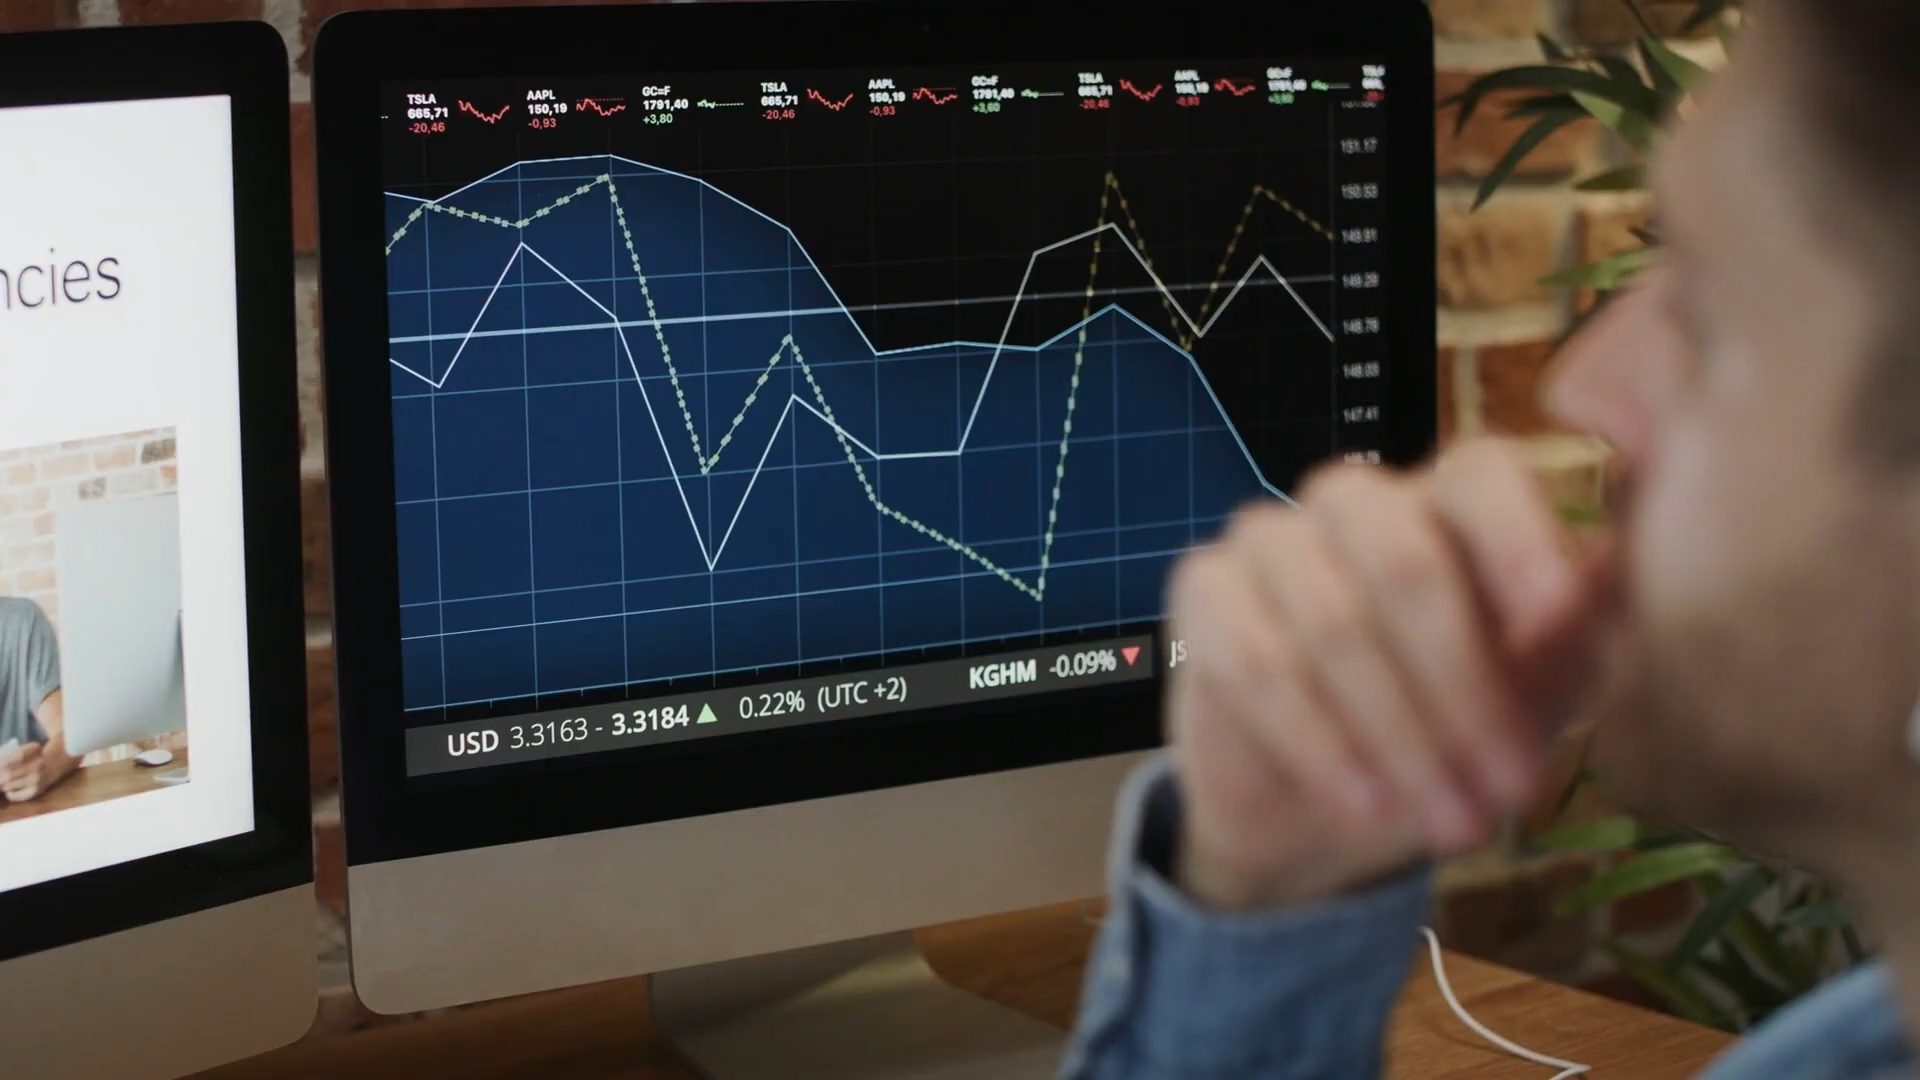 ncies
TSLA
665,71
-20,46
AAPL
150,19
-0,93
GC=F
1791,40
+3,80
TSLA
665,71
-20,46
AAPL
150,19
-0,93
GC=F
1791,40
+3,80
TSLA
665,71
-20,46
AAPL
150,19
-0,93
GC=F
1791,40
+3,80
TSLA
151.17
150.53
149.91
149.29
148.03
147.41
USD 3.3163 - 3.3184 ▲ 0.22% (UTC +2) KGHM -0.09% ▼ JS